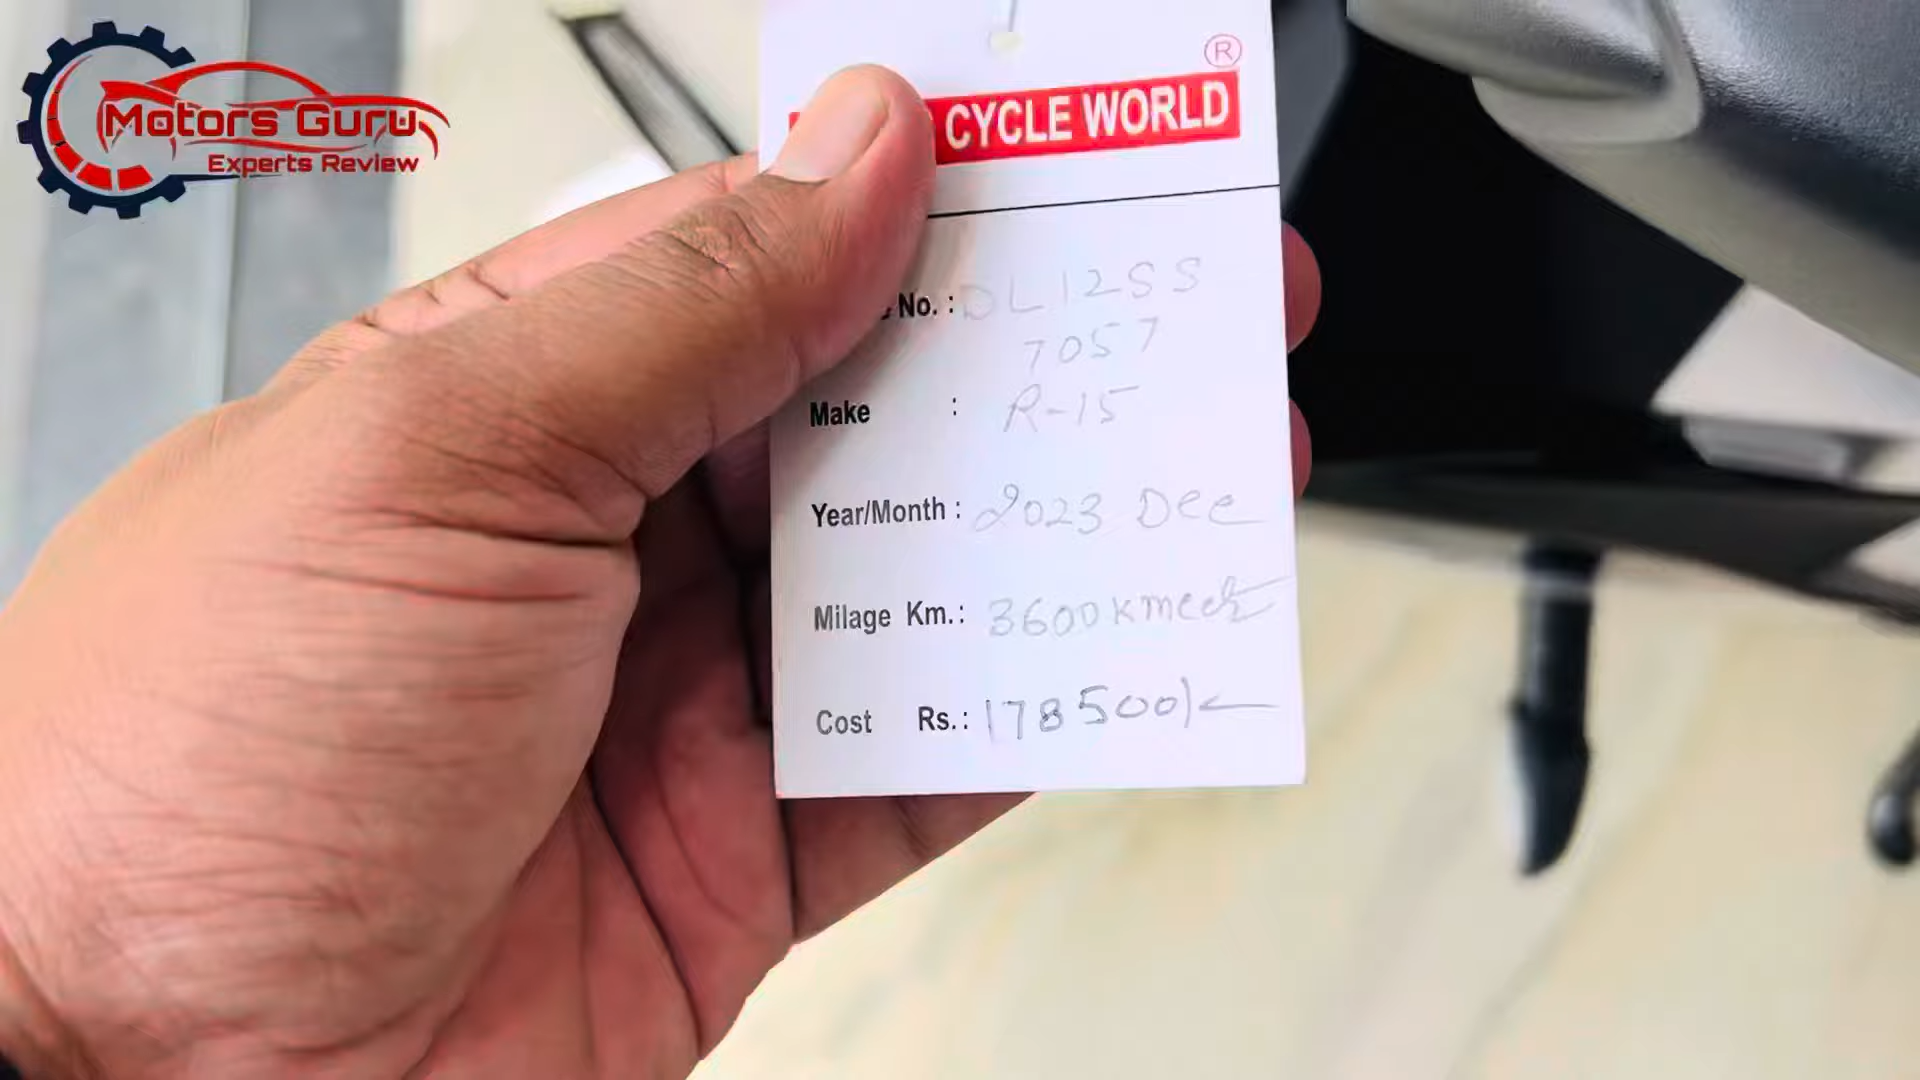 Motors Guru
Experts Review
®
CYCLE WORLD
No. : DL12SS
7057
Make : R-15
Year/Month : 2023 Dec
Milage Km.: 3600 Km
Cost Rs.: 178500/-